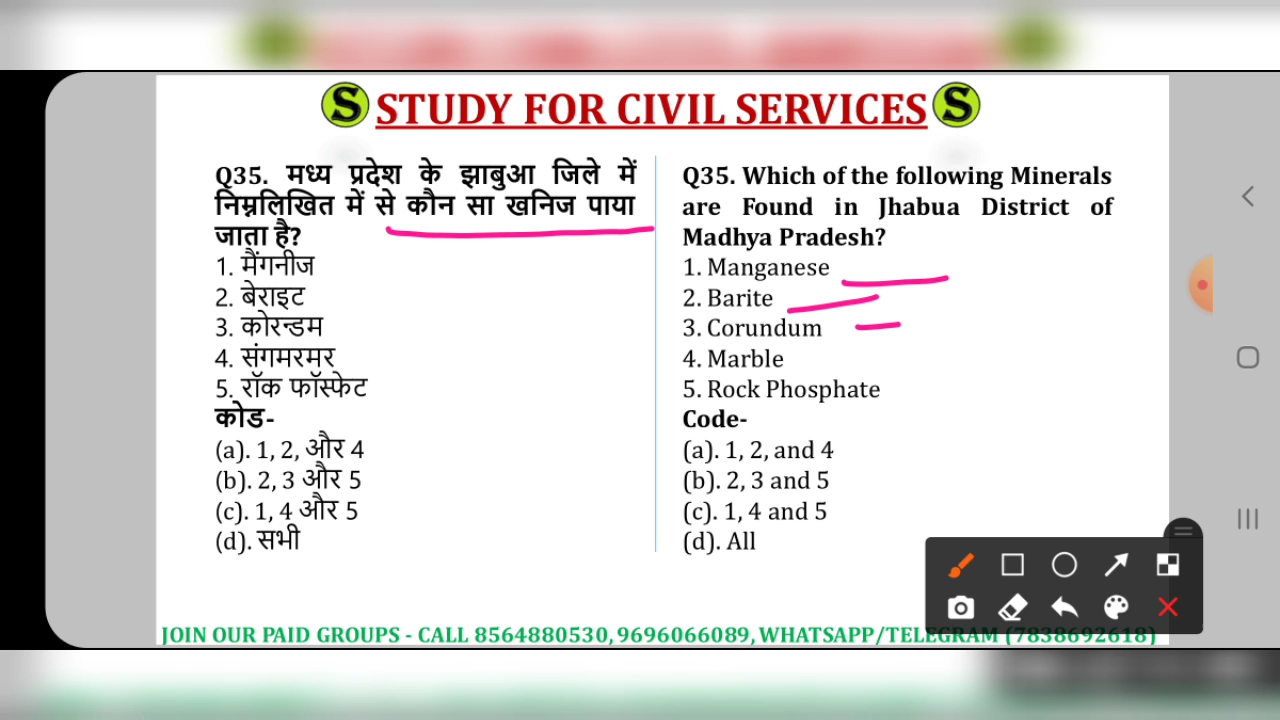 S STUDY FOR CIVIL SERVICES S
Q35. मध्य प्रदेश के झाबुआ जिले में
निम्नलिखित में से कौन सा खनिज पाया
जाता है?
1. मैंगनीज
2. बेराइट
3. कोरन्डम
4. संगमरमर
5. रॉक फॉस्फेट
कोड-
(a). 1, 2, और 4
(b). 2, 3 और 5
(c). 1, 4 और 5
(d). सभी
Q35. Which of the following Minerals
are Found in Jhabua District of
Madhya Pradesh?
1. Manganese
2. Barite
3. Corundum
4. Marble
5. Rock Phosphate
Code-
(a). 1, 2, and 4
(b). 2, 3 and 5
(c). 1, 4 and 5
(d). All
JOIN OUR PAID GROUPS - CALL 8564880530, 9696066089, WHATSAPP/TELEGRAM (7838692618)